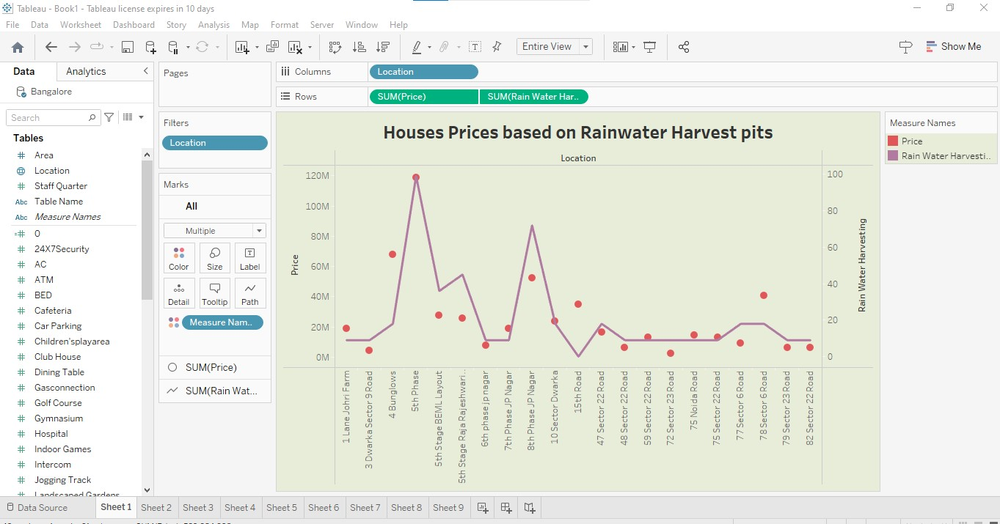 Tableau - Book1 - Tableau license expires in 10 days
File Data Worksheet Dashboard Story Analysis Map Format Server Window Help
Entire View
Show Me
Data Analytics
Bangalore
Search
Tables
Area
Location
Staff Quarter
Abc Table Name
Abc Measure Names
0
24X7Security
AC
ATM
BED
Cafeteria
Car Parking
Children'splayarea
Club House
Dining Table
Gasconnection
Golf Course
Gymnasium
Hospital
Indoor Games
Intercom
Jogging Track
Landscaped Gardens
Pages
Filters
Location
Marks
All
Multiple
Color Size Label
Detail Tooltip Path
Measure Nam..
SUM(Price)
SUM(Rain Wat...
Columns Location
Rows SUM(Price) SUM(Rain Water Har..
Houses Prices based on Rainwater Harvest pits
Location
Price
120M
100M
80M
60M
40M
20M
0M
100
80
60
40
20
0
Rain Water Harvesting
1 Lane Johri Farm
3 Dwarka Sector 9 Road
4 Bunglows
5th Phase
5th Stage BEML Layout
5th Stage Raja Rajeshwari..
6th phase jp nagar
7th Phase JP Nagar
8th Phase JP Nagar
10 Sector Dwarka
15th Road
47 Sector 22 Road
48 Sector 22 Road
59 Sector 22 Road
72 Sector 23 Road
75 Noida Road
75 Sector 22 Road
77 Sector 6 Road
78 Sector 6 Road
79 Sector 23 Road
82 Sector 22 Road
Measure Names
Price
Rain Water Harvesti..
Data Source Sheet 1 Sheet 2 Sheet 3 Sheet 4 Sheet 5 Sheet 6 Sheet 7 Sheet 8 Sheet 9